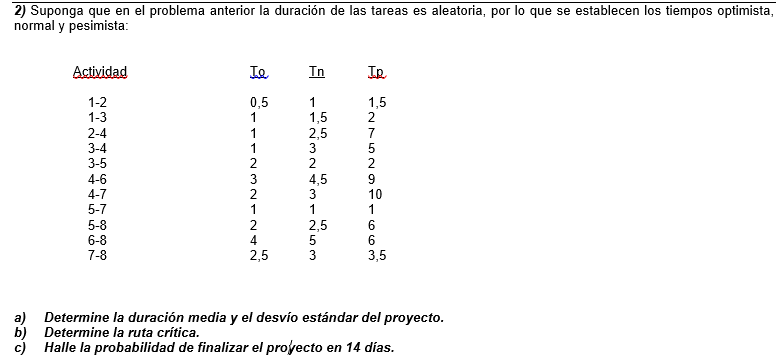 2) Suponga que en el problema anterior la duración de las tareas es aleatoria, por lo que se establecen los tiempos optimista,
normal y pesimista:
Actividad To Tn Tp
1-2 0,5 1 1,5
1-3 1 1,5 2
2-4 1 2,5 7
3-4 1 3 5
3-5 2 2 2
4-6 3 4,5 9
4-7 2 3 10
5-7 1 1 1
5-8 2 2,5 6
6-8 4 5 6
7-8 2,5 3 3,5
a) Determine la duración media y el desvío estándar del proyecto.
b) Determine la ruta crítica.
c) Halle la probabilidad de finalizar el proyecto en 14 días.